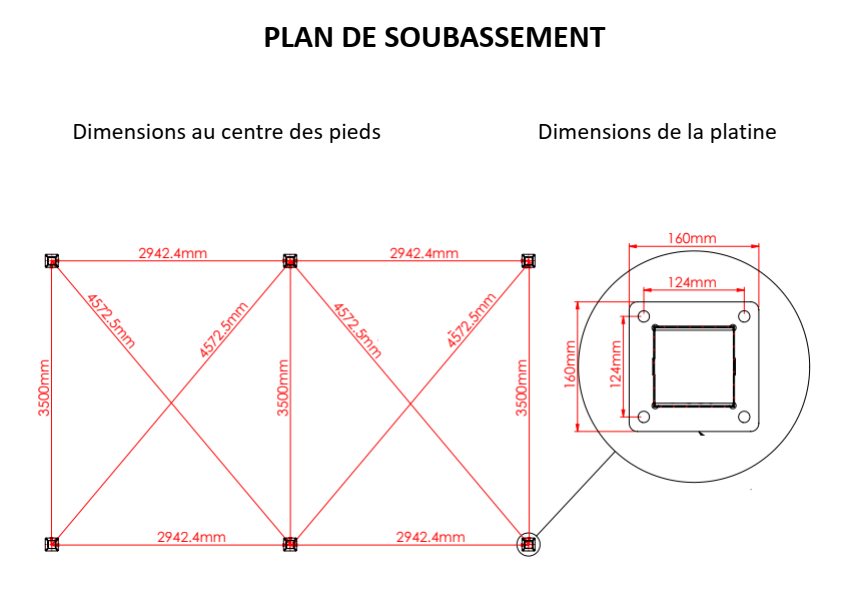 PLAN DE SOUBASSEMENT
Dimensions au centre des pieds
Dimensions de la platine
2942.4mm
2942.4mm
160mm
124mm
4572.5mm
4572.5mm
4572.5mm
4572.5mm
3500mm
3500mm
3500mm
160mm
124mm
2942.4mm
2942.4mm